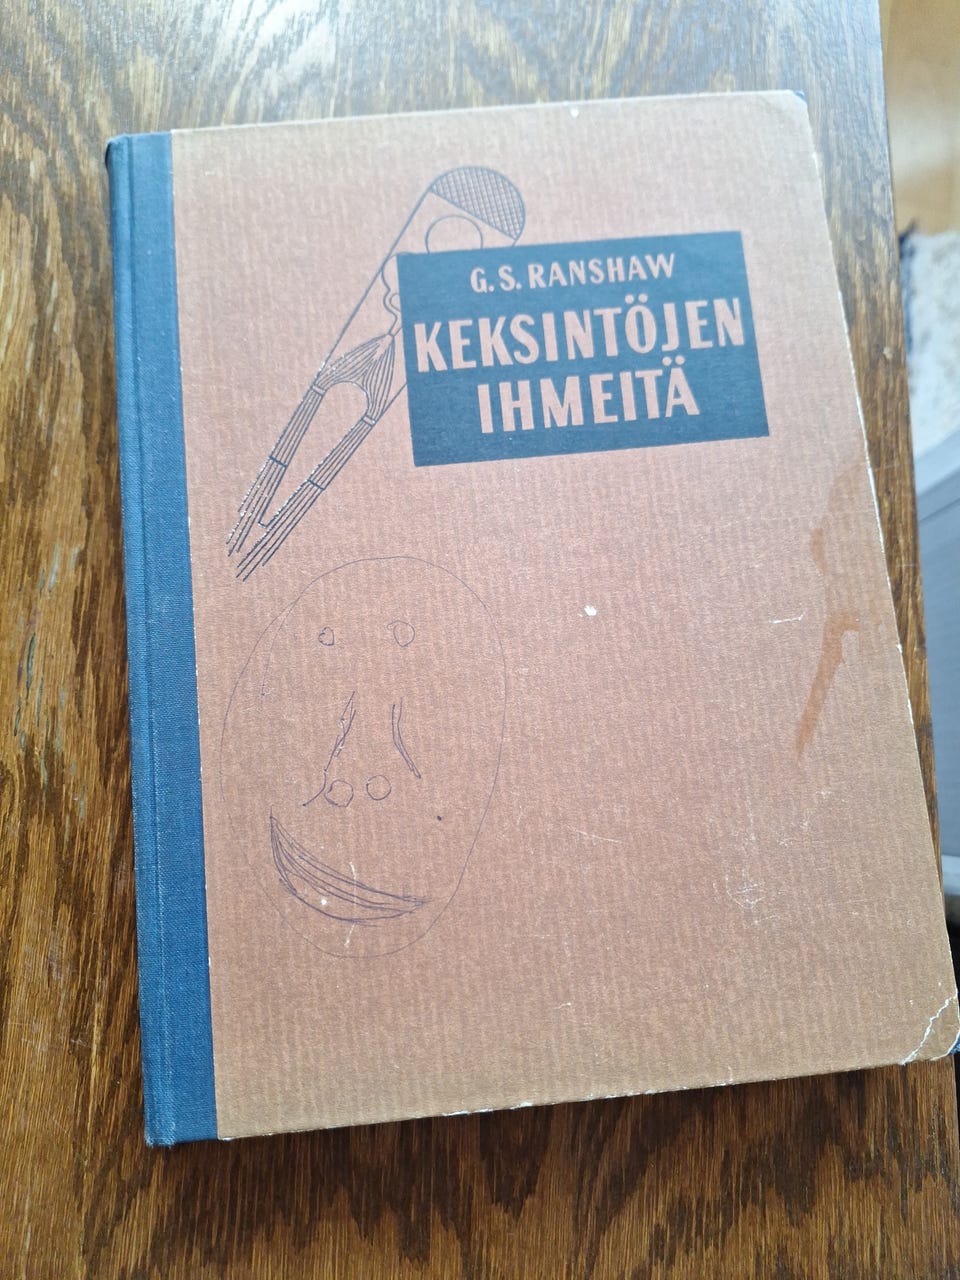 G. S. RANSHAW
KEKSINTÖJEN
IHMEITÄ